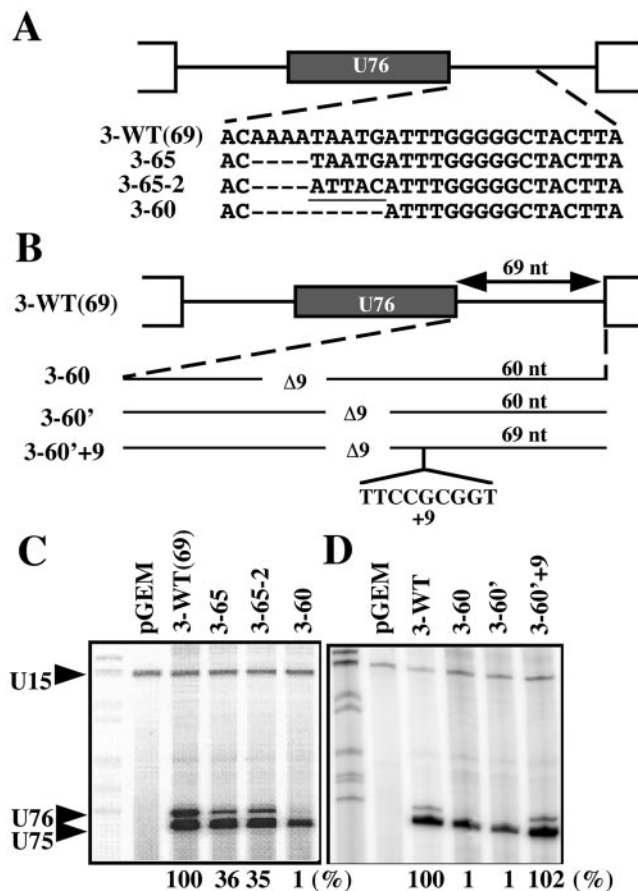 A
U76
3-WT(69) ACAAAATAATGATTTGGGGGCTACTTA
3-65 AC----TAATGATTTGGGGGCTACTTA
3-65-2 AC----ATTACATTTGGGGGCTACTTA
3-60 AC---------ATTTGGGGGCTACTTA
B
69 nt
3-WT(69) U76
3-60 Δ9 60 nt
3-60' Δ9 60 nt
3-60'+9 Δ9 69 nt
TTCCGCGGT
+9
C
pGEM 3-WT(69) 3-65 3-65-2 3-60
U15
U76
U75
100 36 35 1 (%)
D
pGEM 3-WT 3-60 3-60' 3-60'+9
100 1 1 102 (%)